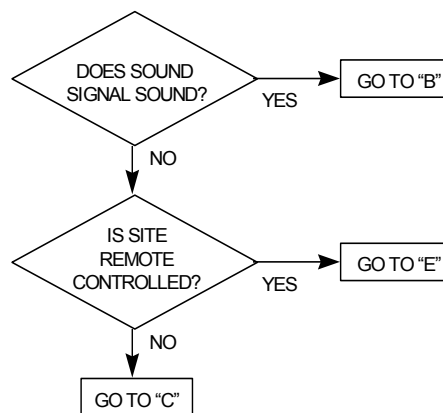 DOES SOUND
SIGNAL SOUND?
YES
GO TO “B”
NO
IS SITE
REMOTE
CONTROLLED?
YES
GO TO “E”
NO
GO TO “C”